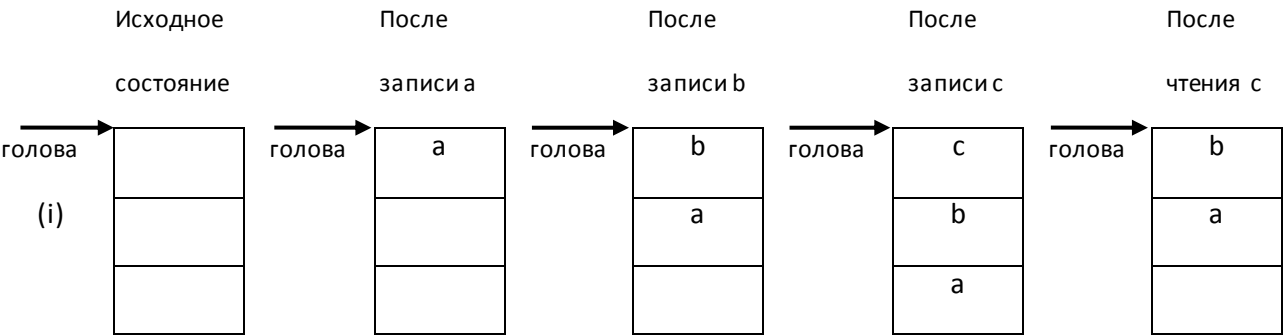 Исходное После После После После
состояние записи a записи b записи c чтения c
голова голова a голова b голова c голова b
(i) a b a
a